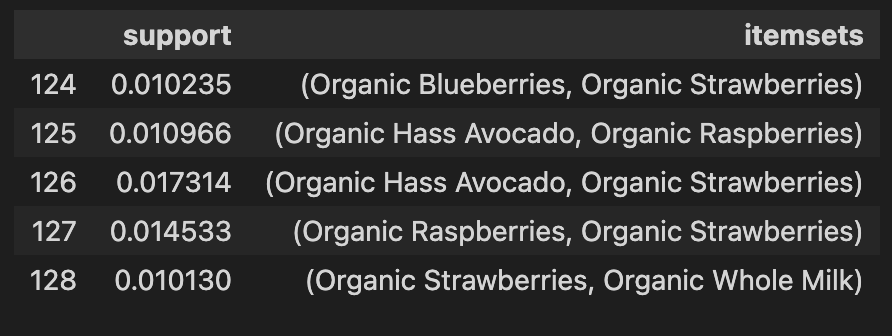 support itemsets
124 0.010235 (Organic Blueberries, Organic Strawberries)
125 0.010966 (Organic Hass Avocado, Organic Raspberries)
126 0.017314 (Organic Hass Avocado, Organic Strawberries)
127 0.014533 (Organic Raspberries, Organic Strawberries)
128 0.010130 (Organic Strawberries, Organic Whole Milk)